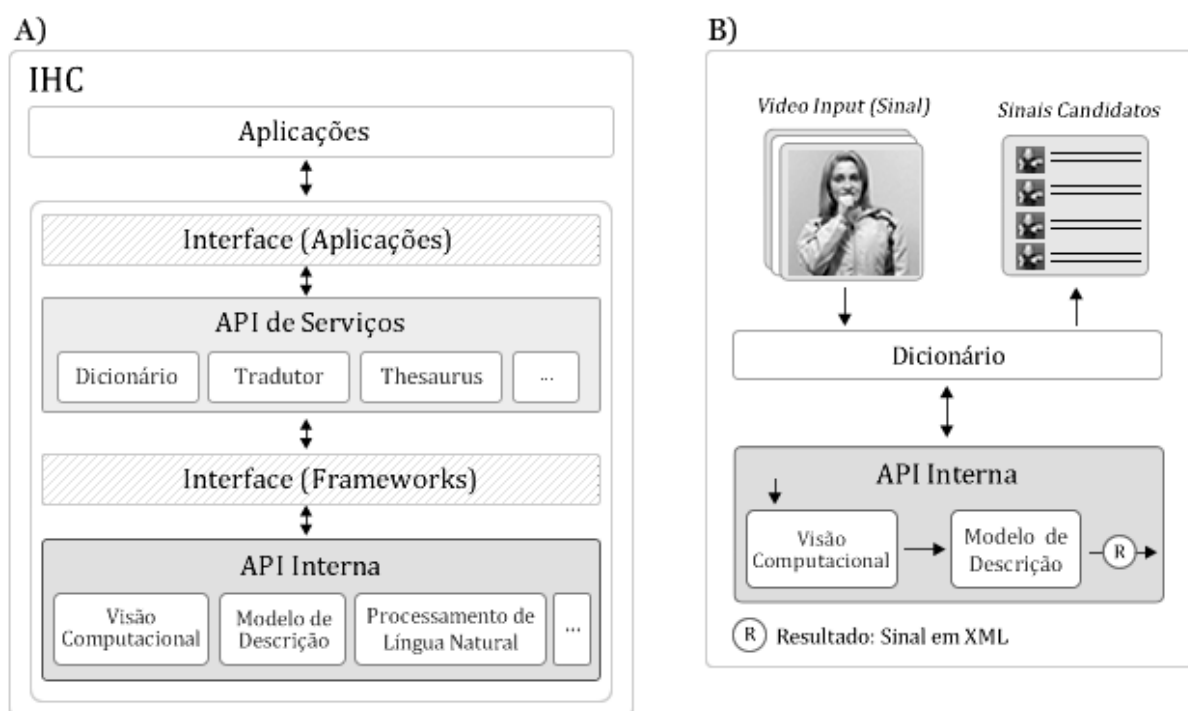 A)
IHC
Aplicações
Interface (Aplicações)
API de Serviços
Dicionário
Tradutor
Thesaurus
...
Interface (Frameworks)
API Interna
Visão
Computacional
Modelo de
Descrição
Processamento de
Língua Natural
...
B)
Video Input (Sinal)
Sinais Candidatos
Dicionário
API Interna
Visão
Computacional
Modelo de
Descrição
R
R Resultado: Sinal em XML